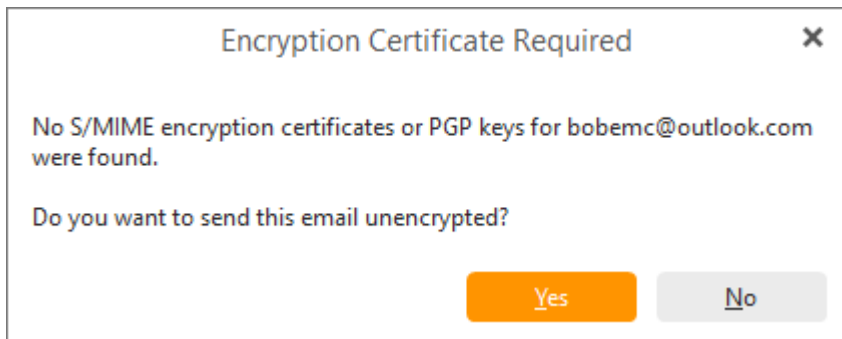 Encryption Certificate Required
No S/MIME encryption certificates or PGP keys for bobemc@outlook.com
were found.
Do you want to send this email unencrypted?
Yes
No